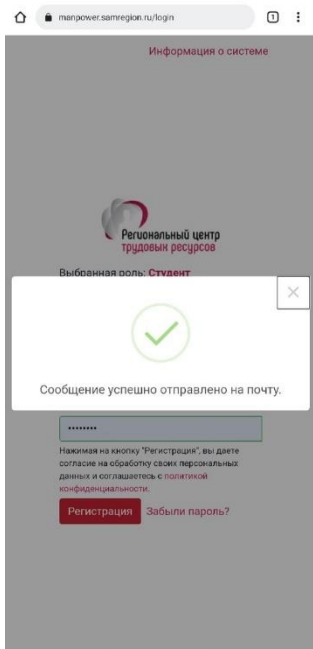 manpower.samregion.ru/login
1
Информация о системе
Региональный центр
трудовых ресурсов
Выбранная роль: Студент
Сообщение успешно отправлено на почту.
Нажимая на кнопку "Регистрация", вы даете
согласие на обработку своих персональных
данных и соглашаетесь с политикой
конфиденциальности.
Регистрация Забыли пароль?